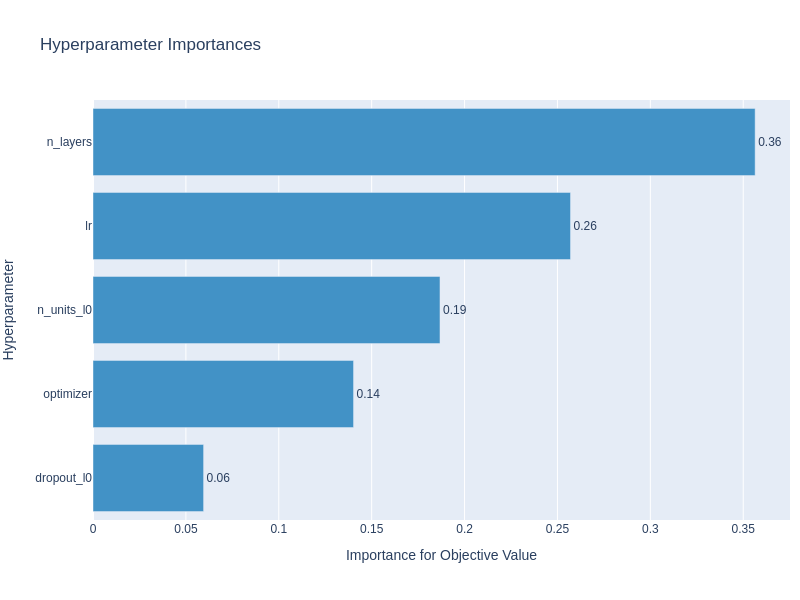 Hyperparameter Importances
n_layers
0.36
lr
0.26
n_units_l0
0.19
optimizer
0.14
dropout_l0
0.06
Hyperparameter
0
0.05
0.1
0.15
0.2
0.25
0.3
0.35
Importance for Objective Value